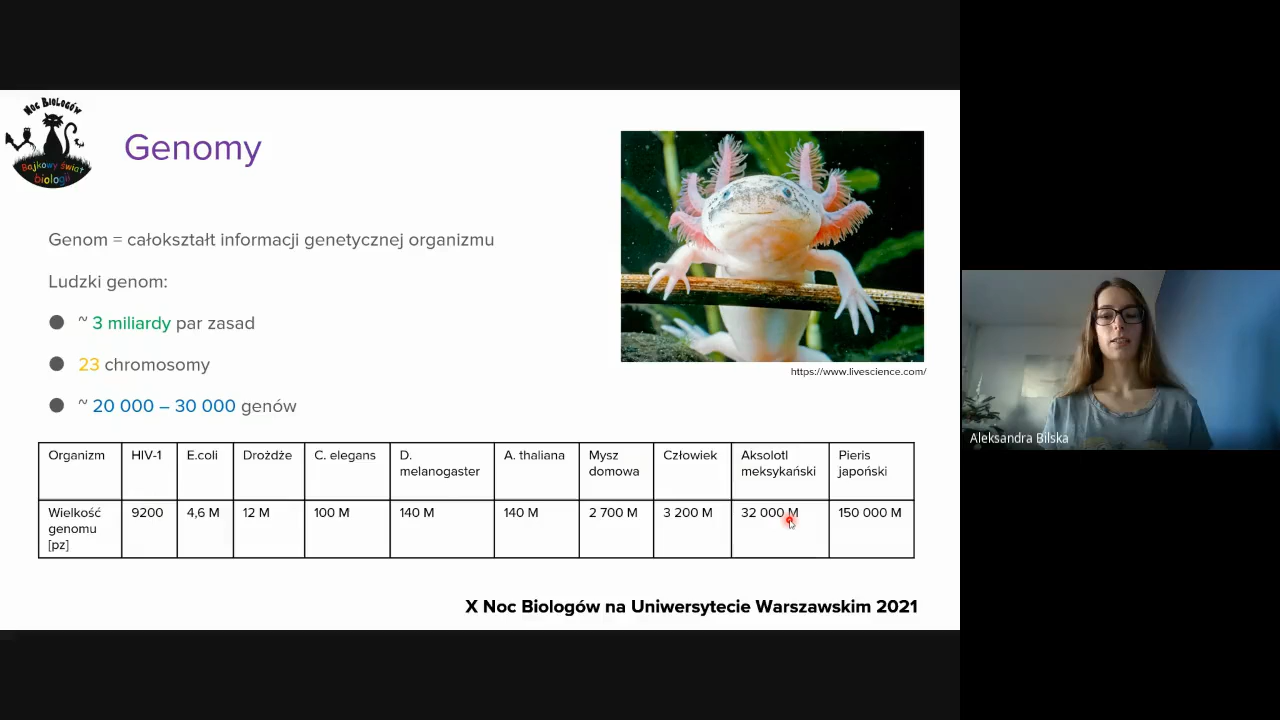 Noc Biologów
Bajkowy świat
biologii
Genomy
Genom = całokształt informacji genetycznej organizmu
Ludzki genom:
● ~ 3 miliardy par zasad
● 23 chromosomy
● ~ 20 000 – 30 000 genów
https://www.livescience.com/
Organizm HIV-1 E.coli Drożdże C. elegans D. melanogaster A. thaliana Mysz domowa Człowiek Aksolotl meksykański Pieris japoński
Wielkość genomu [pz] 9200 4,6 M 12 M 100 M 140 M 140 M 2 700 M 3 200 M 32 000 M 150 000 M
X Noc Biologów na Uniwersytecie Warszawskim 2021
Aleksandra Bilska